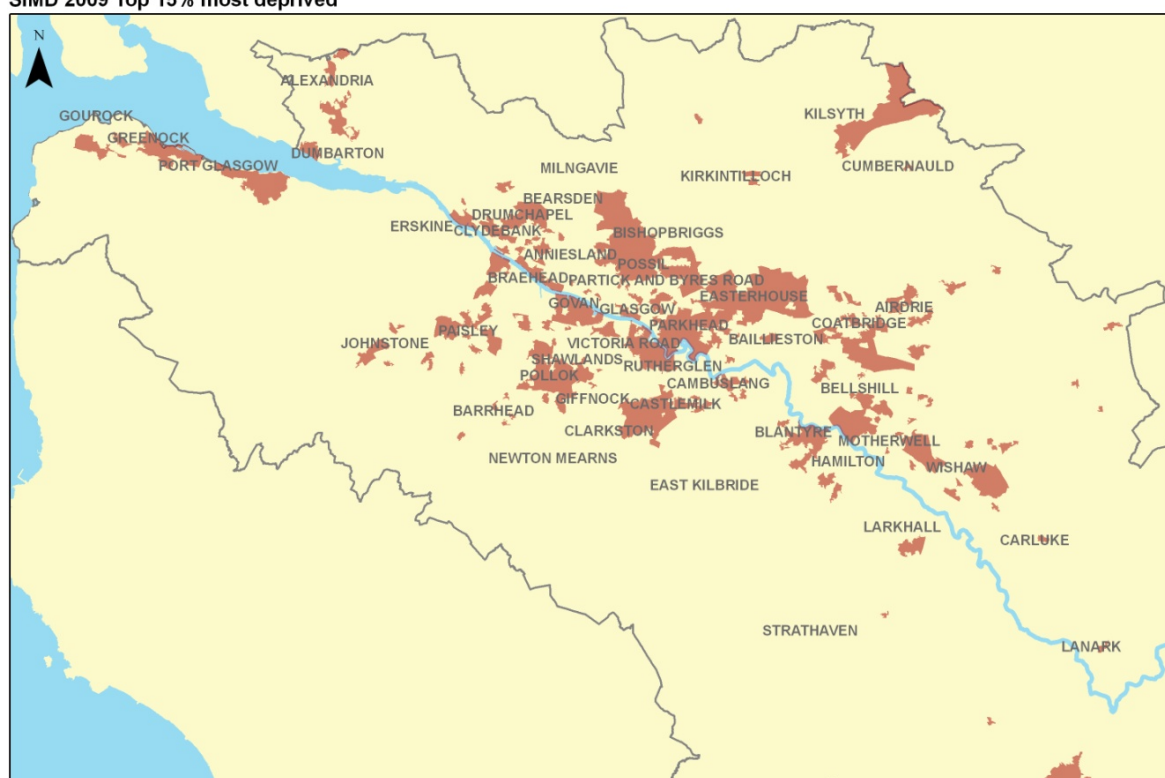 SIMD 2009 Top 15% most deprived
N
ALEXANDRIA
GOUROCK
KILSYTH
GREENOCK
DUMBARTON
PORT GLASGOW
MILNGAVIE
CUMBERNAULD
KIRKINTILLOCH
BEARSDEN
DRUMCHAPEL
ERSKINE
CLYDEBANK
BISHOPBRIGGS
ANNIESLAND
POSSIL
BRAEHEAD
PARTICK AND BYRES ROAD
EASTERHOUSE
GOVAN
GLASGOW
AIRDRIE
PAISLEY
PARKHEAD
COATBRIDGE
JOHNSTONE
VICTORIA ROAD
BAILLIESTON
SHAWLANDS
RUTHERGLEN
POLLOK
CAMBUSLANG
BELLSHILL
GIFFNOCK
CASTLEMILK
BARRHEAD
CLARKSTON
BLANTYRE
MOTHERWELL
NEWTON MEARNS
HAMILTON
WISHAW
EAST KILBRIDE
LARKHALL
CARLUKE
STRATHAVEN
LANARK